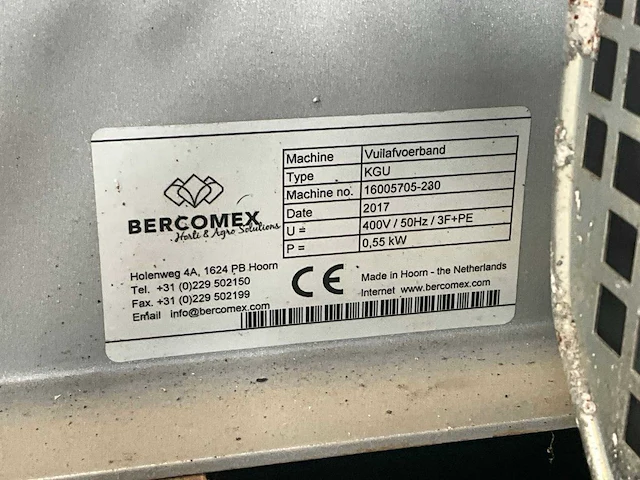 BERCOMEX
Horti & Agro Solutions
Machine Vuilafvoerband
Type KGU
Machine no. 16005705-230
Date 2017
U = 400V / 50Hz / 3F+PE
P = 0,55 kW
Holenweg 4A, 1624 PB Hoorn
Tel. +31 (0)229 502150
Fax. +31 (0)229 502199
Email info@bercomex.com
CE
Made in Hoorn - the Netherlands
Internet www.bercomex.com